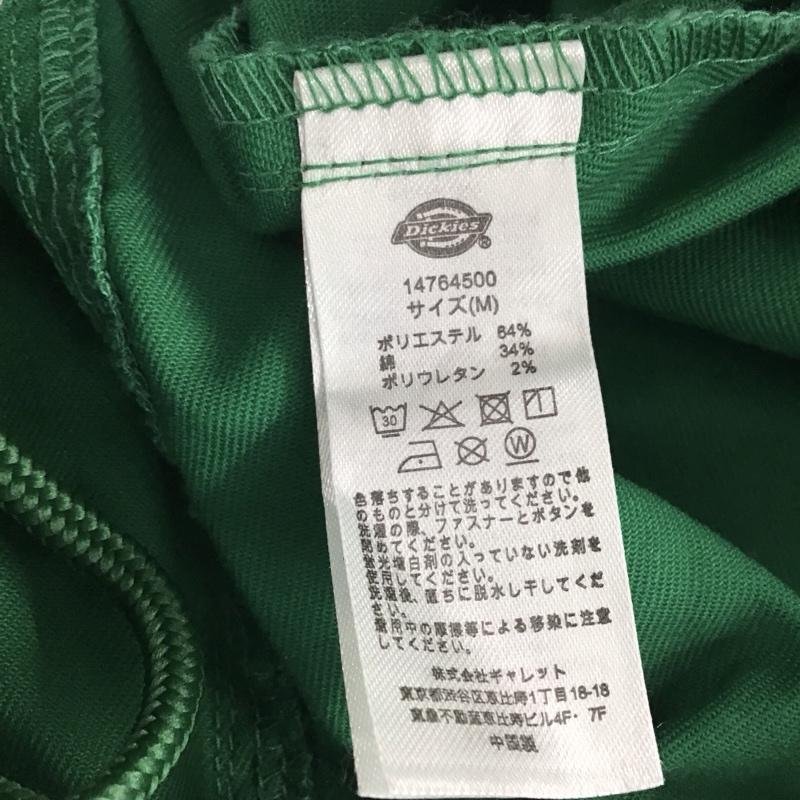 Dickies®
14764500
サイズ(M)
ポリエステル 64%
綿 34%
ポリウレタン 2%
30
W
色落ちすることがありますので他
のものと分けて洗ってください。
洗濯の際、ファスナーとボタンを
閉めてください。
蛍光増白剤の入っていない洗剤を
使用してください。
洗濯後、直ちに脱水し干してくだ
さい。
着用中の摩擦等による移染に注意
してください。
株式会社ギャレット
東京都渋谷区恵比寿1丁目18-18
東急不動産恵比寿ビル4F・7F
中国製